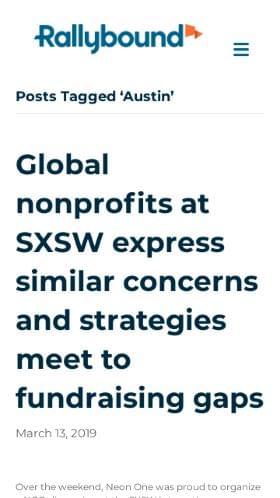 Rallybound
Posts Tagged ‘Austin’
Global
nonprofits at
SXSW express
similar concerns
and strategies
meet to
fundraising gaps
March 13, 2019
Over the weekend, Neon One was proud to organize